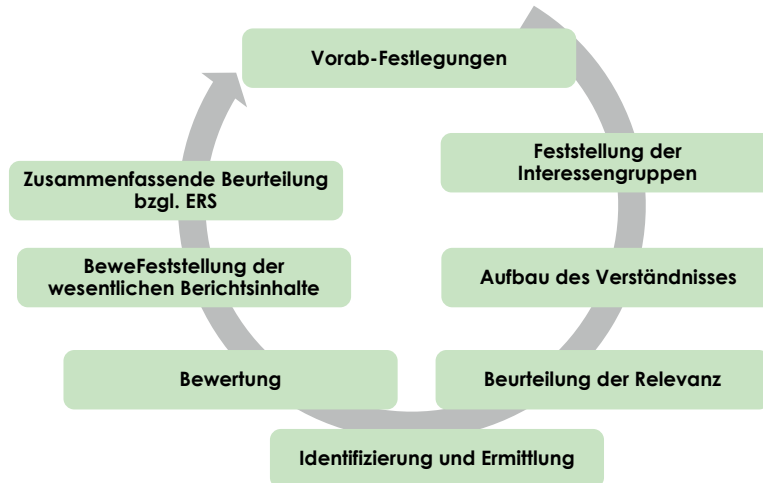 Vorab-Festlegungen
Feststellung der
Interessengruppen
Aufbau des Verständnisses
Beurteilung der Relevanz
Identifizierung und Ermittlung
Bewertung
BeweFeststellung der
wesentlichen Berichtsinhalte
Zusammenfassende Beurteilung
bzgl. ERS